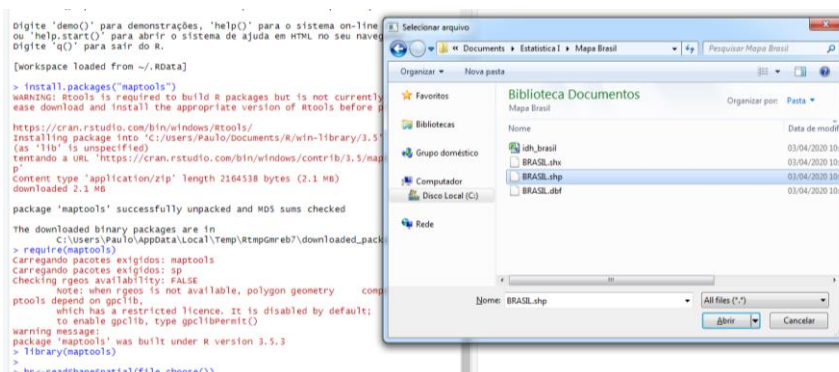 Digite 'demo()' para demonstrações, 'help()' para o sistema on-line
ou 'help.start()' para abrir o sistema de ajuda em HTML no seu naveg
Digite 'q()' para sair do R.
[workspace loaded from ~/.RData]
> install.packages("maptools")
WARNING: Rtools is required to build R packages but is not currently
ease download and install the appropriate version of Rtools before p
https://cran.rstudio.com/bin/windows/Rtools/
Installing package into ‘C:/Users/Paulo/Documents/R/win-library/3.5’
(as ‘lib’ is unspecified)
tentando a URL 'https://cran.rstudio.com/bin/windows/contrib/3.5/map
p'
Content type 'application/zip' length 2164538 bytes (2.1 MB)
downloaded 2.1 MB
package ‘maptools’ successfully unpacked and MD5 sums checked
The downloaded binary packages are in
C:\Users\Paulo\AppData\Local\Temp\RtmpGmreb7\downloaded_pack
> require(maptools)
Carregando pacotes exigidos: maptools
Carregando pacotes exigidos: sp
Checking rgeos availability: FALSE
Note: when rgeos is not available, polygon geometry comp
ptools depend on gpclib,
which has a restricted licence. It is disabled by default;
to enable gpclib, type gpclibPermit()
Warning message:
package ‘maptools’ was built under R version 3.5.3
> library(maptools)
>
> br<-readShapeSpatial(file.choose())
Selecionar arquivo
« Documents Estatistica I Mapa Brasil
Pesquisar Mapa Brasil
Organizar Nova pasta
Favoritos
Bibliotecas
Grupo doméstico
Computador
Disco Local (C:)
Rede
Biblioteca Documentos
Mapa Brasil
Organizar por: Pasta
Nome Data de modif
idh_brasil 03/04/2020 10:
BRASIL.shx 03/04/2020 10:
BRASIL.shp 03/04/2020 10:
BRASIL.dbf 03/04/2020 10:
Nome: BRASIL.shp All files (*.*)
Abrir Cancelar